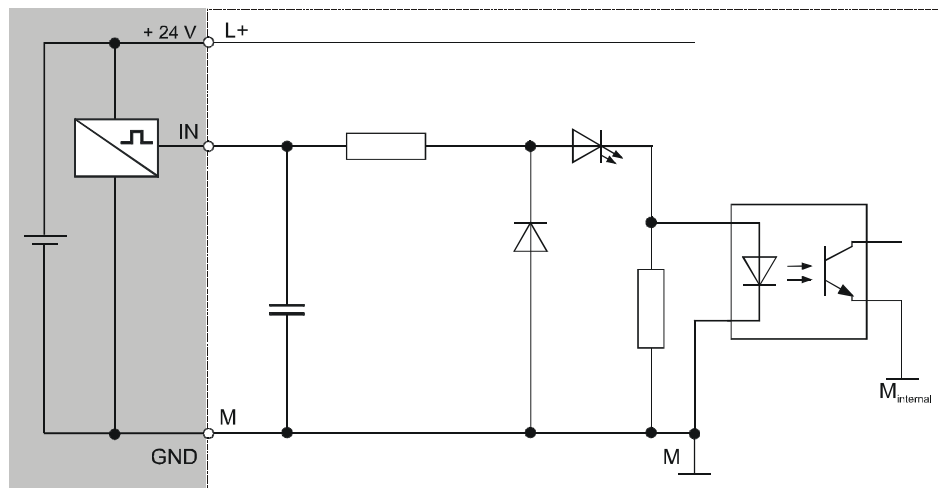 + 24 V
L+
IN
M
GND
M
M internal